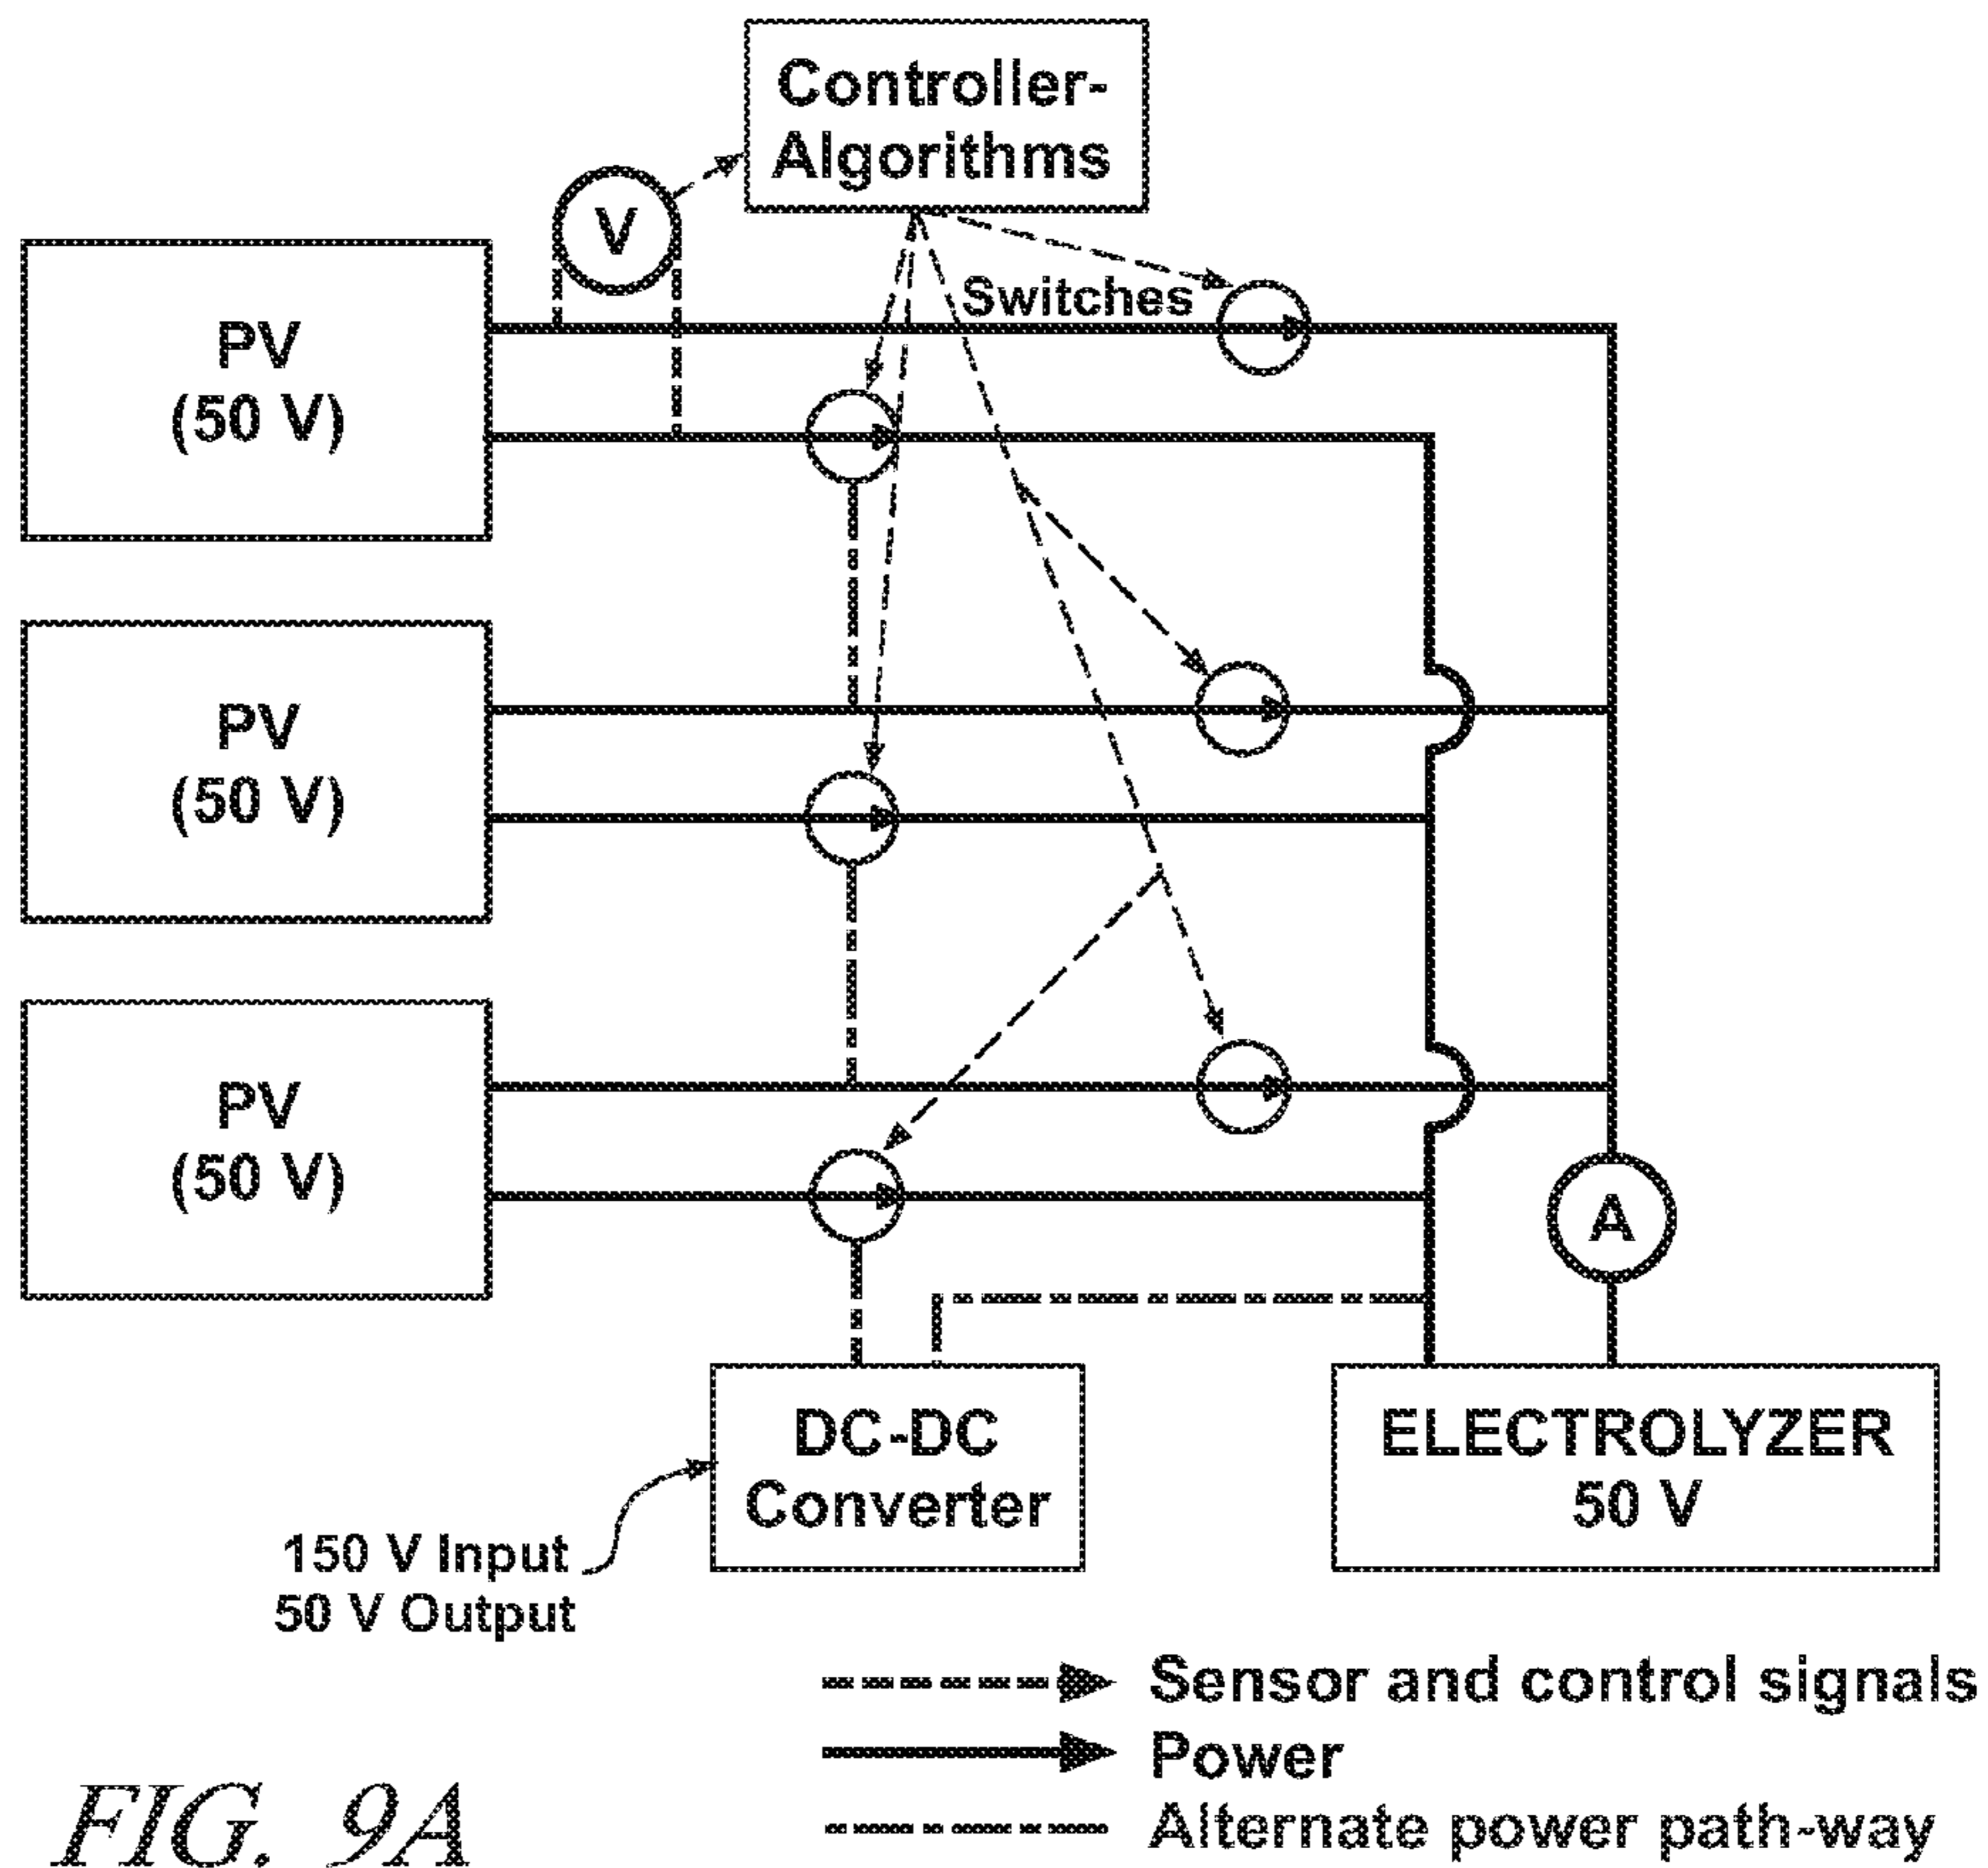 Controller-
Algorithms
V
Switches
PV
(50 V)
PV
(50 V)
PV
(50 V)
A
DC-DC
Converter
ELECTROLYZER
50 V
150 V Input
50 V Output
Sensor and control signals
Power
Alternate power path-way
FIG. 9A